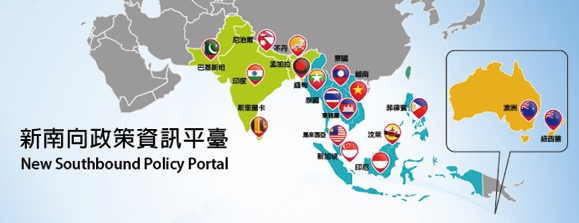 尼泊爾
不丹
孟加拉
寮國
巴基斯坦
印度
緬甸
越南
泰國
斯里蘭卡
柬埔寨
菲律賓
澳洲
紐西蘭
馬來西亞
汶萊
新加坡
印尼
新南向政策資訊平臺
New Southbound Policy Portal